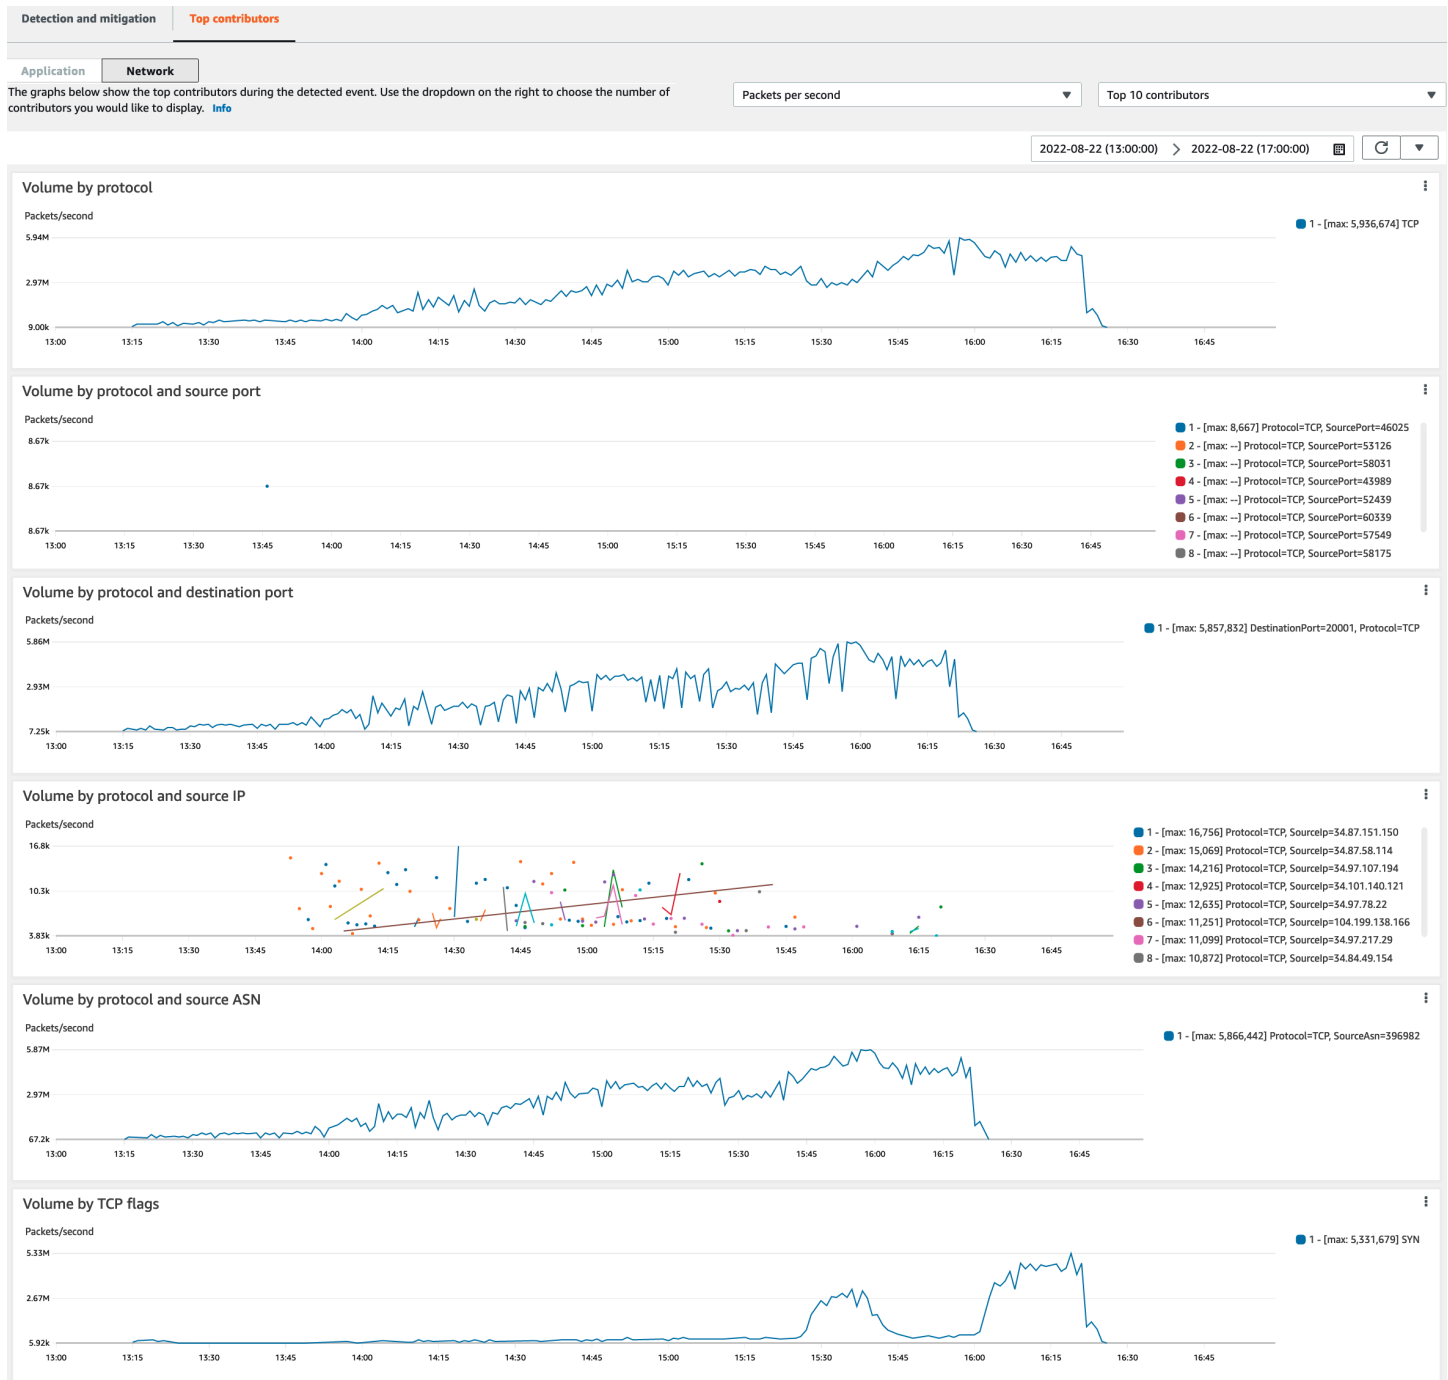 Detection and mitigation
Top contributors
Application
Network
The graphs below show the top contributors during the detected event. Use the dropdown on the right to choose the number of
contributors you would like to display. Info
Packets per second
Top 10 contributors
2022-08-22 (13:00:00)
2022-08-22 (17:00:00)
Volume by protocol
Packets/second
1 - [max: 5,936,674] TCP
5.94M
2.97M
9.00k
13:00 13:15 13:30 13:45 14:00 14:15 14:30 14:45 15:00 15:15 15:30 15:45 16:00 16:15 16:30 16:45
Volume by protocol and source port
Packets/second
8.67k
8.67k
8.67k
13:00 13:15 13:30 13:45 14:00 14:15 14:30 14:45 15:00 15:15 15:30 15:45 16:00 16:15 16:30 16:45
1 - [max: 8,667] Protocol=TCP, SourcePort=46025
2 - [max: --] Protocol=TCP, SourcePort=53126
3 - [max: --] Protocol=TCP, SourcePort=58031
4 - [max: --] Protocol=TCP, SourcePort=43989
5 - [max: --] Protocol=TCP, SourcePort=52439
6 - [max: --] Protocol=TCP, SourcePort=60339
7 - [max: --] Protocol=TCP, SourcePort=57549
8 - [max: --] Protocol=TCP, SourcePort=58175
Volume by protocol and destination port
Packets/second
1 - [max: 5,857,832] DestinationPort=20001, Protocol=TCP
5.86M
2.93M
7.25k
13:00 13:15 13:30 13:45 14:00 14:15 14:30 14:45 15:00 15:15 15:30 15:45 16:00 16:15 16:30 16:45
Volume by protocol and source IP
Packets/second
16.8k
10.3k
3.83k
13:00 13:15 13:30 13:45 14:00 14:15 14:30 14:45 15:00 15:15 15:30 15:45 16:00 16:15 16:30 16:45
1 - [max: 16,756] Protocol=TCP, SourceIp=34.87.151.150
2 - [max: 15,069] Protocol=TCP, SourceIp=34.87.58.114
3 - [max: 14,216] Protocol=TCP, SourceIp=34.97.107.194
4 - [max: 12,925] Protocol=TCP, SourceIp=34.101.140.121
5 - [max: 12,635] Protocol=TCP, SourceIp=34.97.78.22
6 - [max: 11,251] Protocol=TCP, SourceIp=104.199.138.166
7 - [max: 11,099] Protocol=TCP, SourceIp=34.97.217.29
8 - [max: 10,872] Protocol=TCP, SourceIp=34.84.49.154
Volume by protocol and source ASN
Packets/second
1 - [max: 5,866,442] Protocol=TCP, SourceAsn=396982
5.87M
2.97M
67.2k
13:00 13:15 13:30 13:45 14:00 14:15 14:30 14:45 15:00 15:15 15:30 15:45 16:00 16:15 16:30 16:45
Volume by TCP flags
Packets/second
1 - [max: 5,331,679] SYN
5.33M
2.67M
5.92k
13:00 13:15 13:30 13:45 14:00 14:15 14:30 14:45 15:00 15:15 15:30 15:45 16:00 16:15 16:30 16:45